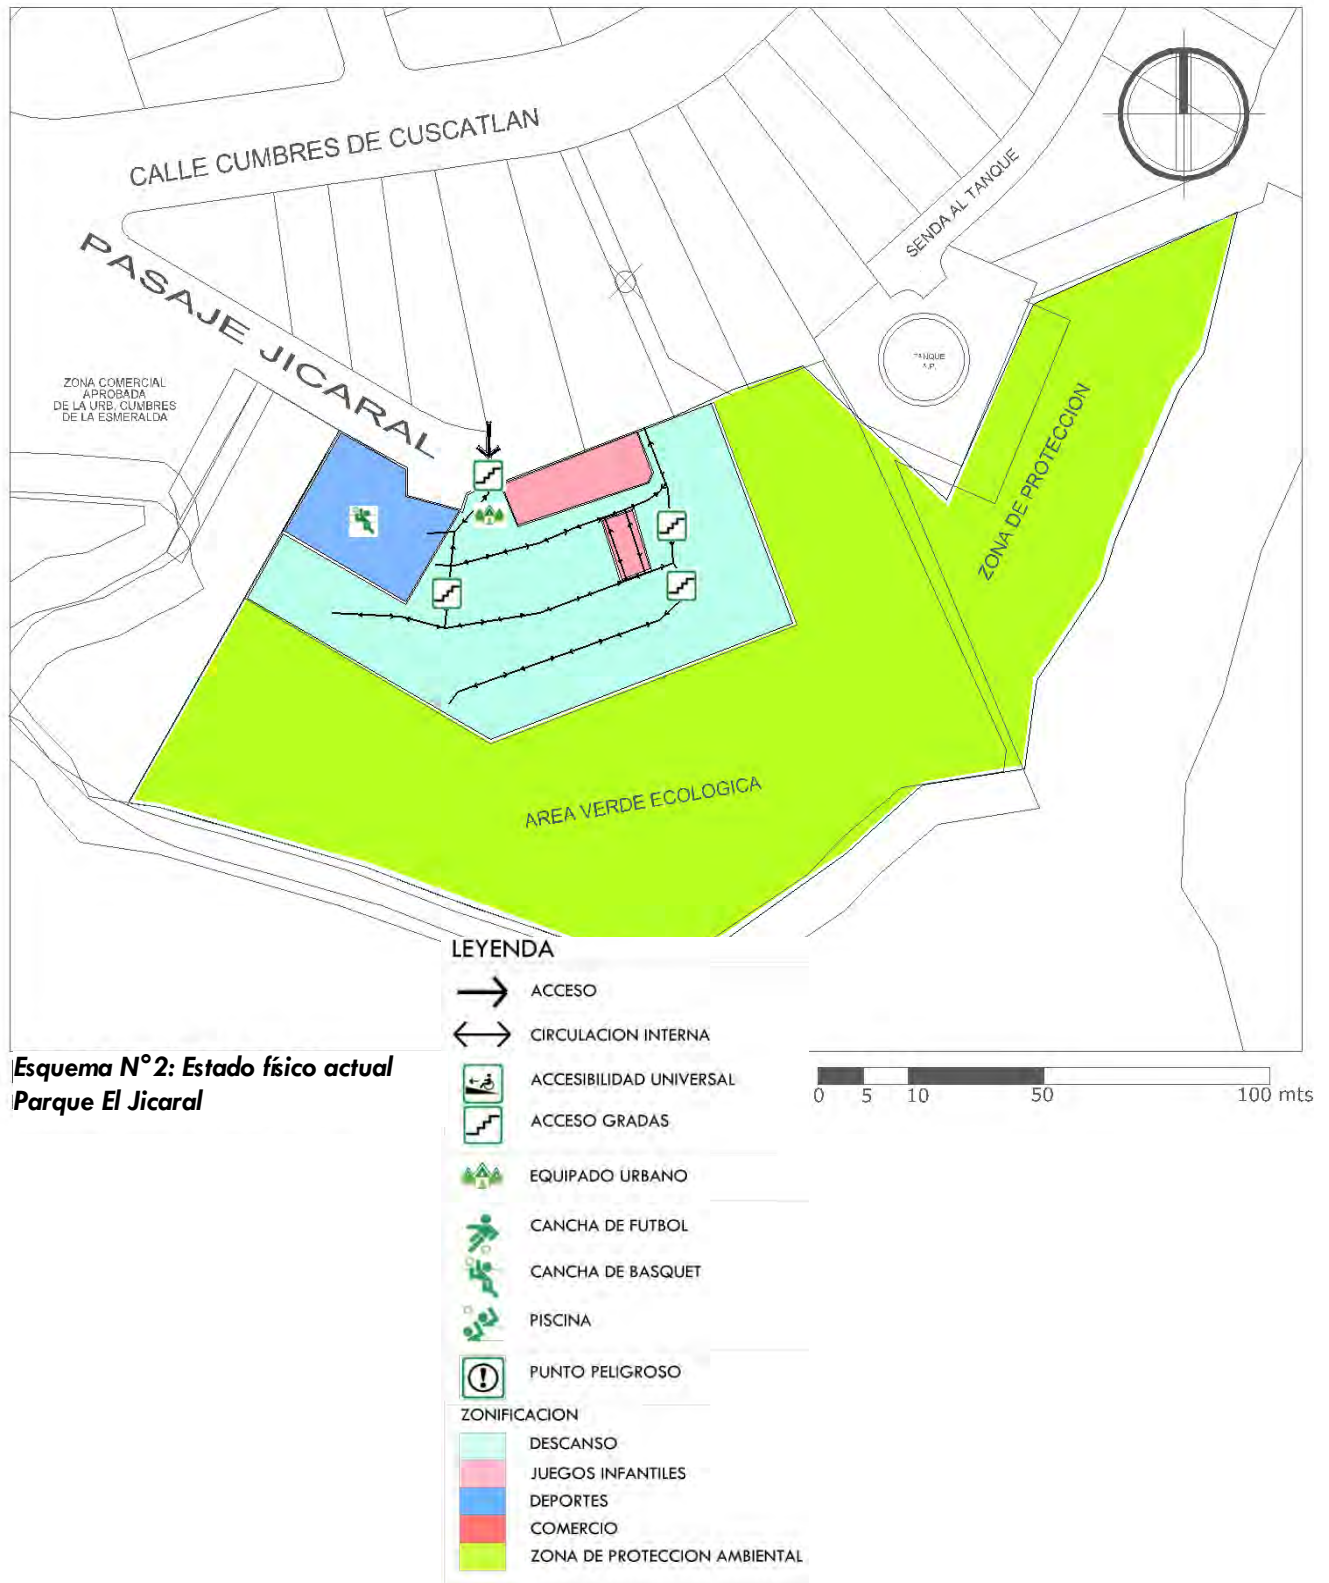 CALLE CUMBRES DE CUSCATLAN
SENDA AL TANQUE
PASAJE JICARAL
TANQUE
A.P.
ZONA COMERCIAL
APROBADA
DE LA URB. CUMBRES
DE LA ESMERALDA
ZONA DE PROTECCION
AREA VERDE ECOLOGICA
LEYENDA
ACCESO
CIRCULACION INTERNA
ACCESIBILIDAD UNIVERSAL
ACCESO GRADAS
EQUIPADO URBANO
CANCHA DE FUTBOL
CANCHA DE BASQUET
PISCINA
PUNTO PELIGROSO
ZONIFICACION
DESCANSO
JUEGOS INFANTILES
DEPORTES
COMERCIO
ZONA DE PROTECCION AMBIENTAL
Esquema N°2: Estado físico actual
Parque El Jicaral
0 5 10 50 100 mts